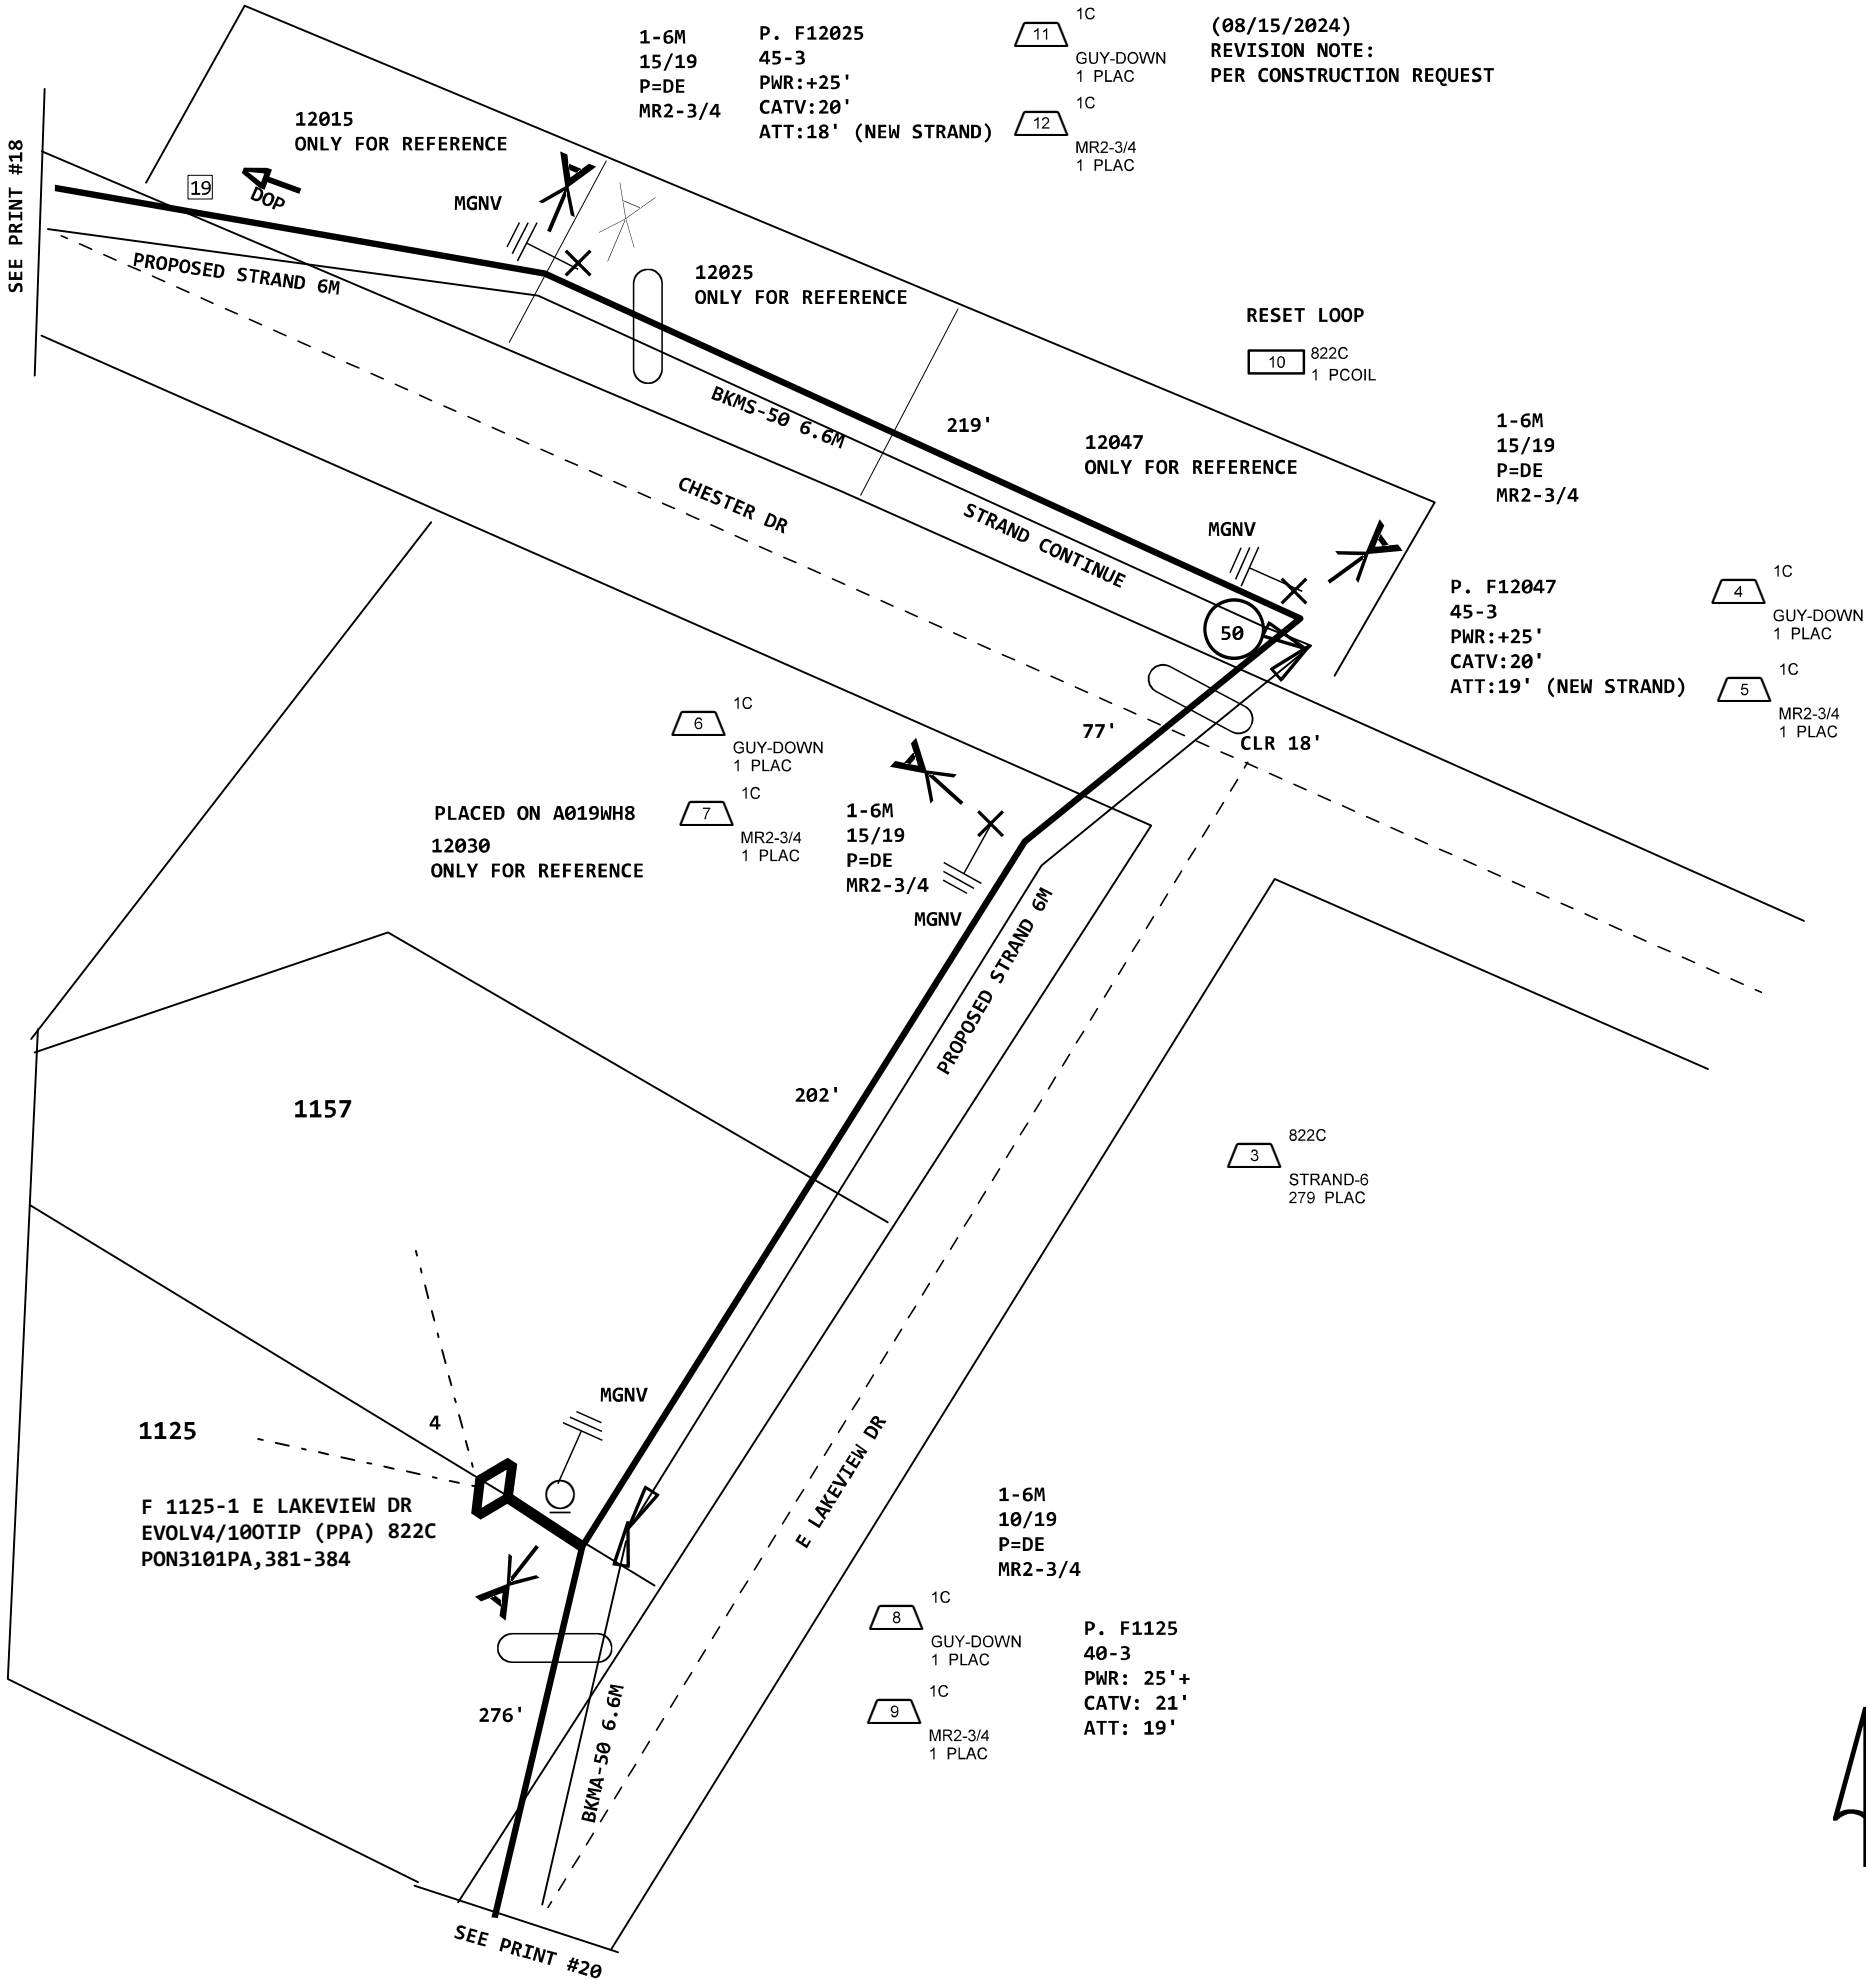 1-6M
15/19
P=DE
MR2-3/4
P. F12025
45-3
PWR:+25'
CATV:20'
ATT:18' (NEW STRAND)
11
1C
GUY-DOWN
1 PLAC
12
1C
MR2-3/4
1 PLAC
(08/15/2024)
REVISION NOTE:
PER CONSTRUCTION REQUEST
SEE PRINT #18
12015
ONLY FOR REFERENCE
19
DOP
MGNV
PROPOSED STRAND 6M
12025
ONLY FOR REFERENCE
RESET LOOP
10
822C
1 PCOIL
BKMS-50 6.6M
219'
12047
ONLY FOR REFERENCE
1-6M
15/19
P=DE
MR2-3/4
CHESTER DR
STRAND CONTINUE
MGNV
50
P. F12047
45-3
PWR:+25'
CATV:20'
ATT:19' (NEW STRAND)
4
1C
GUY-DOWN
1 PLAC
5
1C
MR2-3/4
1 PLAC
77'
CLR 18'
6
1C
GUY-DOWN
1 PLAC
7
1C
MR2-3/4
1 PLAC
PLACED ON A019WH8
12030
ONLY FOR REFERENCE
1-6M
15/19
P=DE
MR2-3/4
MGNV
PROPOSED STRAND 6M
202'
1157
3
822C
STRAND-6
279 PLAC
MGNV
4
1125
F 1125-1 E LAKEVIEW DR
EVOLV4/10OTIP (PPA) 822C
PON3101PA,381-384
E LAKEVIEW DR
1-6M
10/19
P=DE
MR2-3/4
8
1C
GUY-DOWN
1 PLAC
9
1C
MR2-3/4
1 PLAC
P. F1125
40-3
PWR: 25'+
CATV: 21'
ATT: 19'
276'
BKMA-50 6.6M
SEE PRINT #20